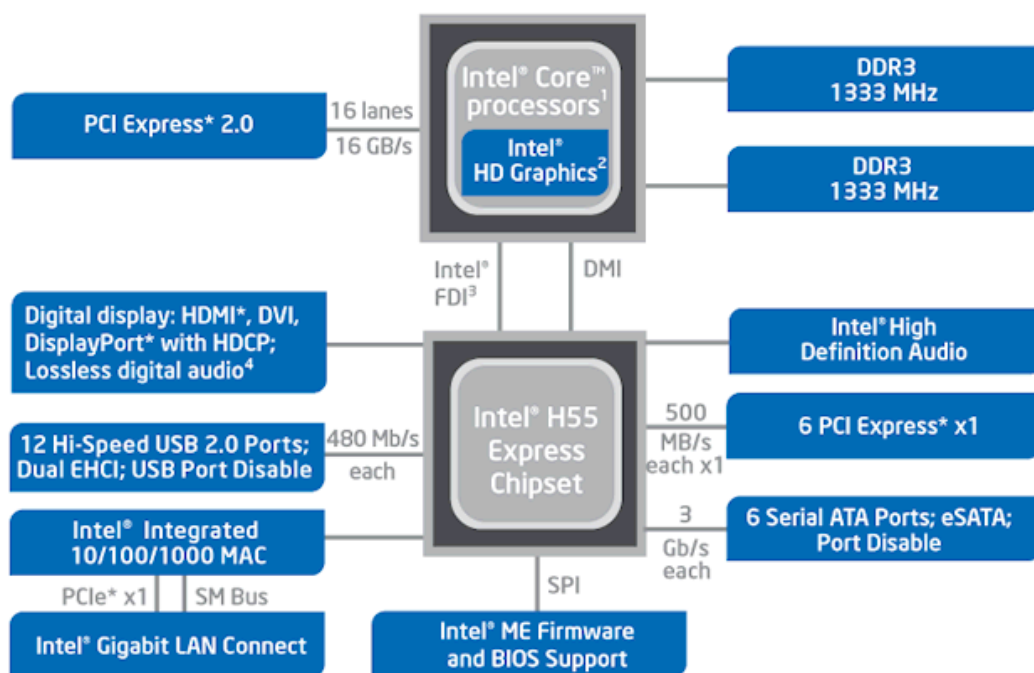 Intel® Core™
processors¹
Intel®
HD Graphics²
DDR3
1333 MHz
PCI Express* 2.0
16 lanes
16 GB/s
DDR3
1333 MHz
Intel®
FDI³
DMI
Digital display: HDMI*, DVI,
DisplayPort* with HDCP;
Lossless digital audio⁴
Intel® High
Definition Audio
Intel® H55
Express
Chipset
500
MB/s
each x1
6 PCI Express* x1
12 Hi-Speed USB 2.0 Ports;
Dual EHCI; USB Port Disable
480 Mb/s
each
Intel® Integrated
10/100/1000 MAC
3
Gb/s
each
6 Serial ATA Ports; eSATA;
Port Disable
PCIe* x1
SM Bus
SPI
Intel® Gigabit LAN Connect
Intel® ME Firmware
and BIOS Support